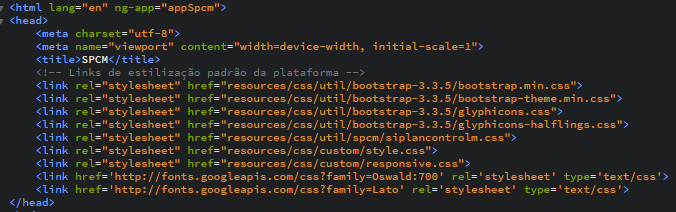 <html lang="en" ng-app="appSpcm">
<head>
<meta charset="utf-8">
<meta name="viewport" content="width=device-width, initial-scale=1">
<title>SPCM</title>
<!-- Links de estilização padrão da plataforma -->
<link rel="stylesheet" href="resources/css/util/bootstrap-3.3.5/bootstrap.min.css">
<link rel="stylesheet" href="resources/css/util/bootstrap-3.3.5/bootstrap-theme.min.css">
<link rel="stylesheet" href="resources/css/util/bootstrap-3.3.5/glyphicons.css">
<link rel="stylesheet" href="resources/css/util/bootstrap-3.3.5/glyphicons-halflings.css">
<link rel="stylesheet" href="resources/css/util/spcm/siplancontrolm.css">
<link rel="stylesheet" href="resources/css/custom/style.css">
<link rel="stylesheet" href="resources/css/custom/responsive.css">
<link href='http://fonts.googleapis.com/css?family=Oswald:700' rel='stylesheet' type='text/css'>
<link href='http://fonts.googleapis.com/css?family=Lato' rel='stylesheet' type='text/css'>
</head>